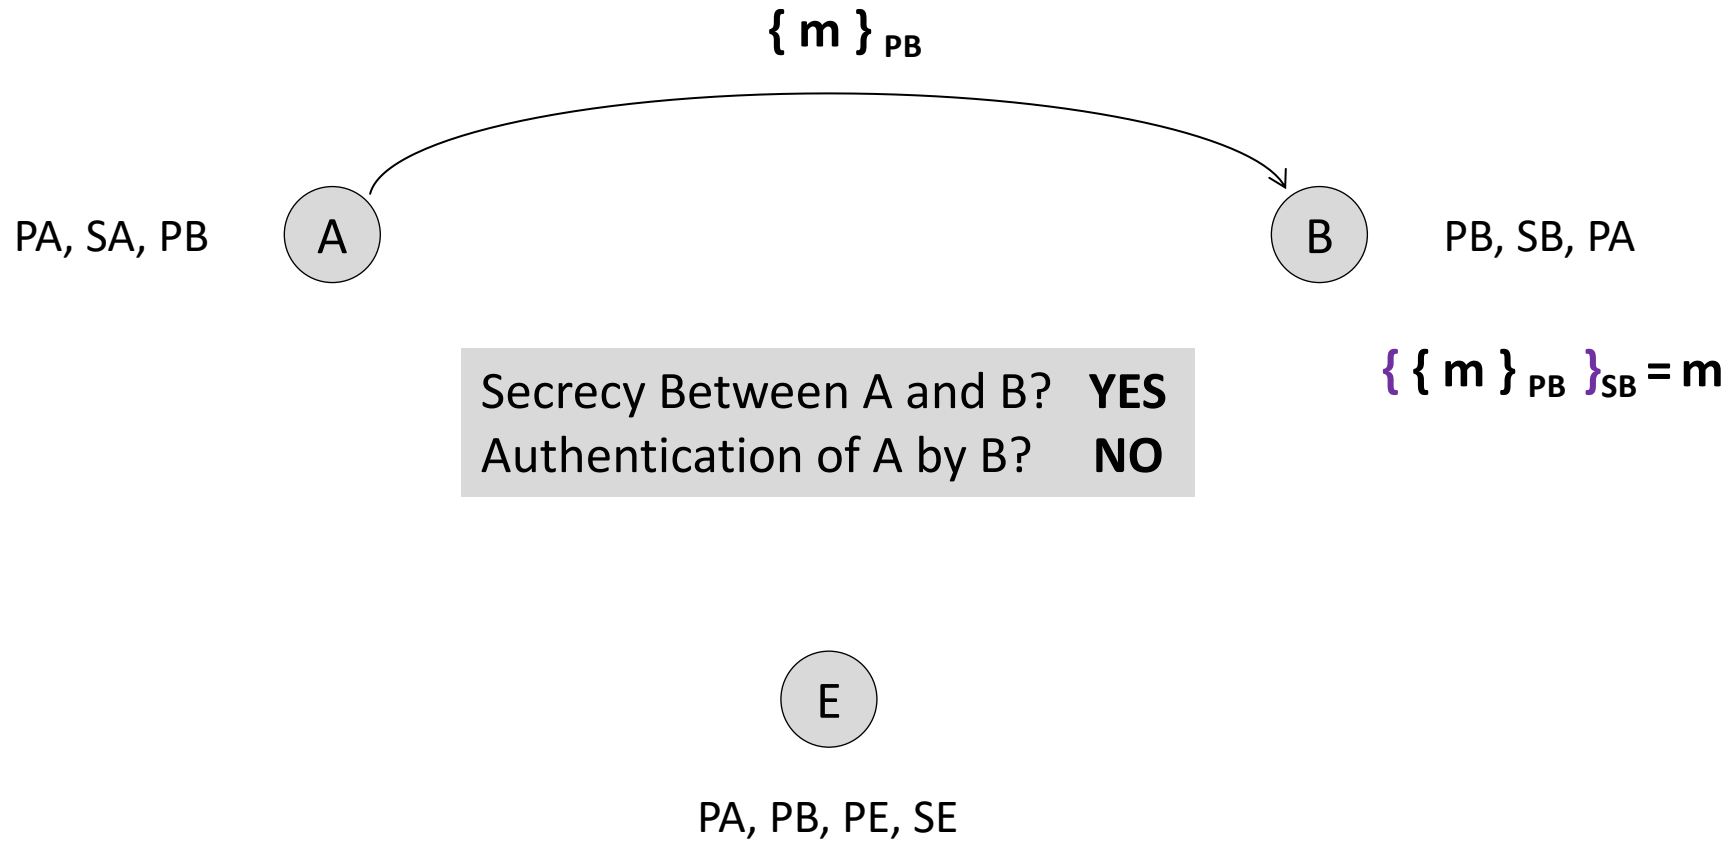 { m } PB
PA, SA, PB
A
B
PB, SB, PA
Secrecy Between A and B? YES
Authentication of A by B? NO
{ { m } PB }SB = m
E
PA, PB, PE, SE